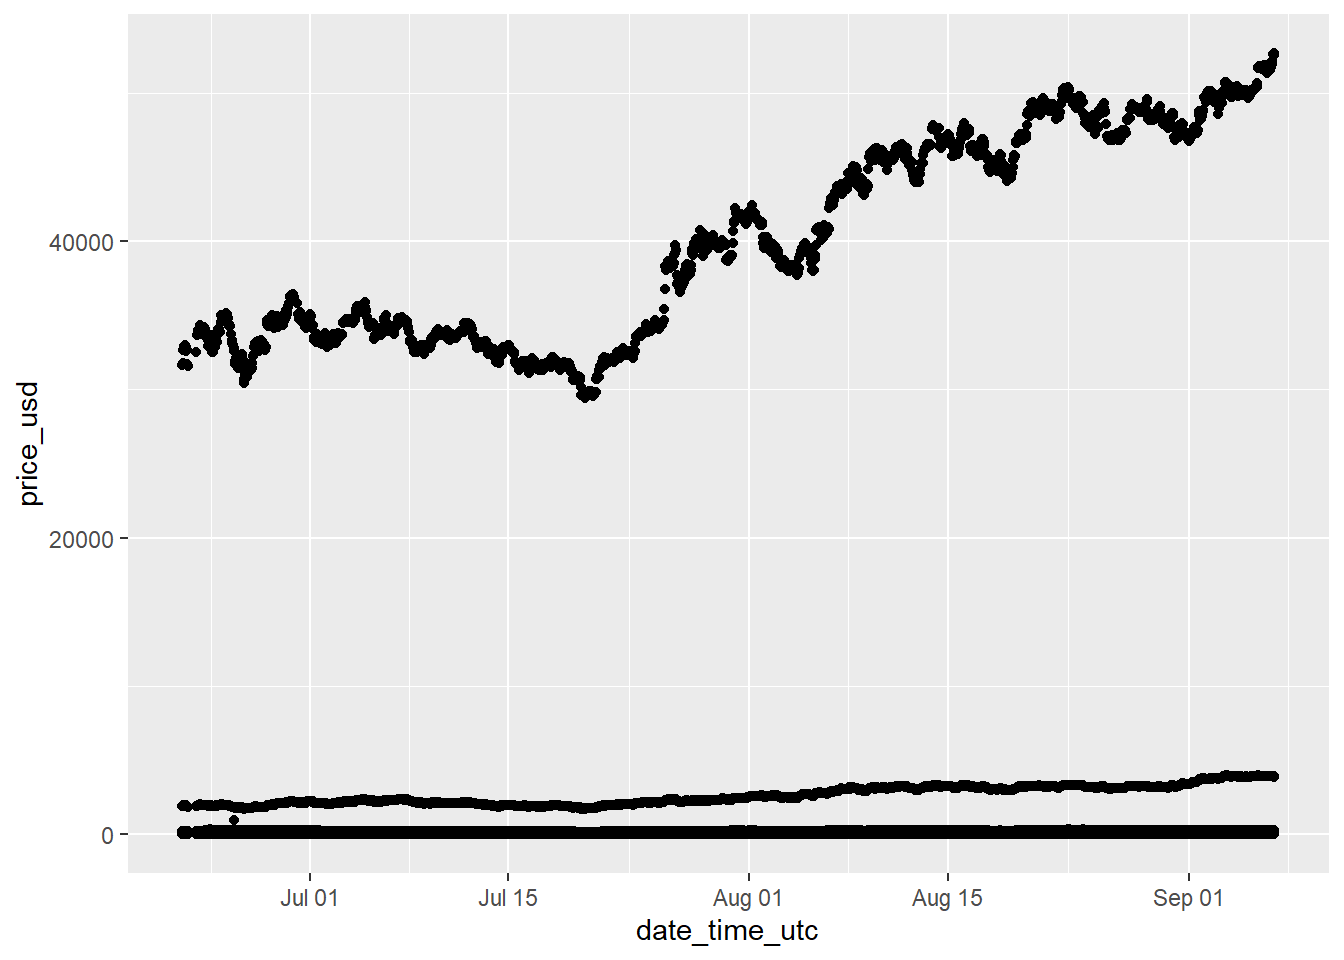 price_usd
40000
20000
0
Jul 01
Jul 15
Aug 01
Aug 15
Sep 01
date_time_utc